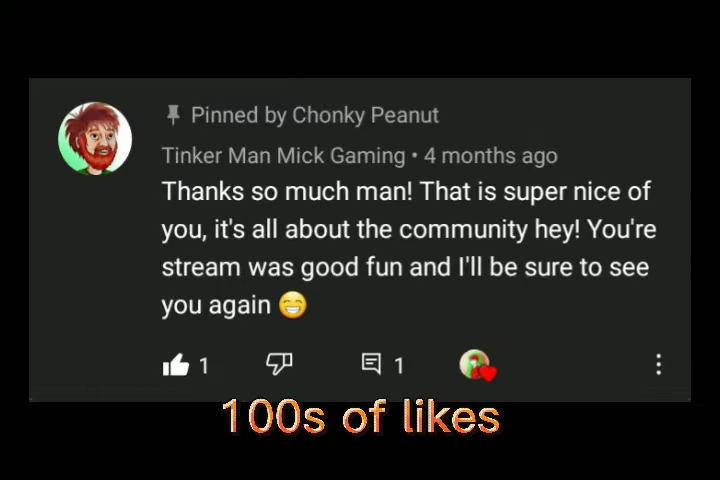 Pinned by Chonky Peanut
Tinker Man Mick Gaming • 4 months ago
Thanks so much man! That is super nice of
you, it's all about the community hey! You're
stream was good fun and I'll be sure to see
you again 😁
1 1
100s of likes